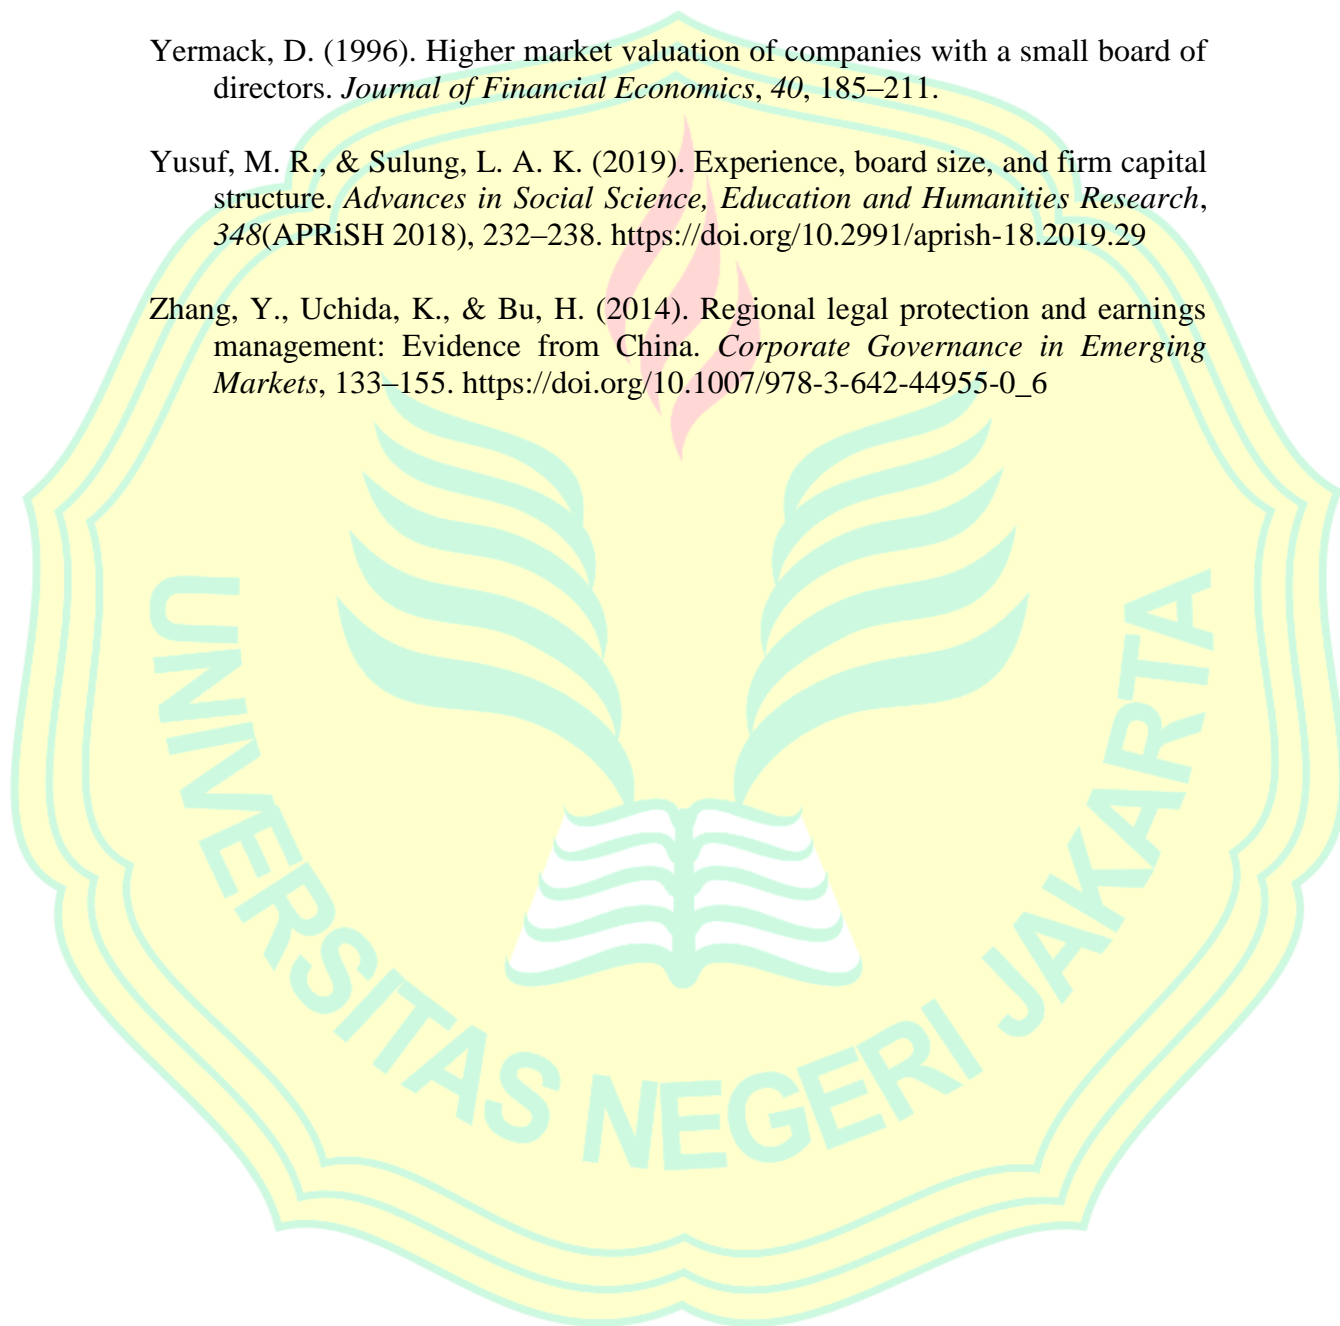 Yermack, D. (1996). Higher market valuation of companies with a small board of
directors. Journal of Financial Economics, 40, 185–211.
Yusuf, M. R., & Sulung, L. A. K. (2019). Experience, board size, and firm capital
structure. Advances in Social Science, Education and Humanities Research,
348(APRiSH 2018), 232–238. https://doi.org/10.2991/aprish-18.2019.29
Zhang, Y., Uchida, K., & Bu, H. (2014). Regional legal protection and earnings
management: Evidence from China. Corporate Governance in Emerging
Markets, 133–155. https://doi.org/10.1007/978-3-642-44955-0_6
UNIVERSITAS NEGERI JAKARTA